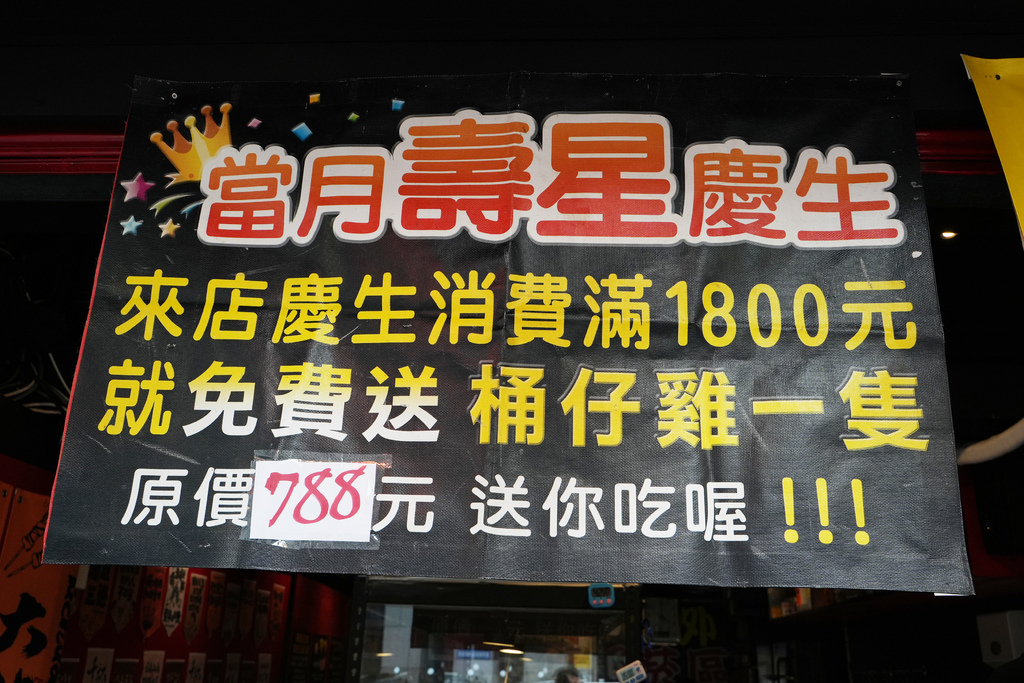 當月壽星慶生
來店慶生消費滿1800元
就免費送 桶仔雞一隻
原價788元 送你吃喔!!!